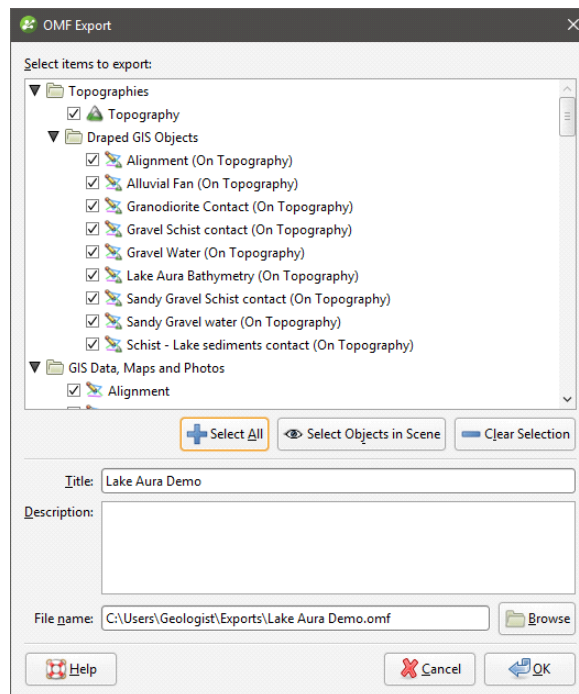 OMF Export
Select items to export:
Topographies
Topography
Draped GIS Objects
Alignment (On Topography)
Alluvial Fan (On Topography)
Granodiorite Contact (On Topography)
Gravel Schist contact (On Topography)
Gravel Water (On Topography)
Lake Aura Bathymetry (On Topography)
Sandy Gravel Schist contact (On Topography)
Sandy Gravel water (On Topography)
Schist - Lake sediments contact (On Topography)
GIS Data, Maps and Photos
Alignment
Select All Select Objects in Scene Clear Selection
Title: Lake Aura Demo
Description:
File name: C:\Users\Geologist\Exports\Lake Aura Demo.omf Browse
Help Cancel OK